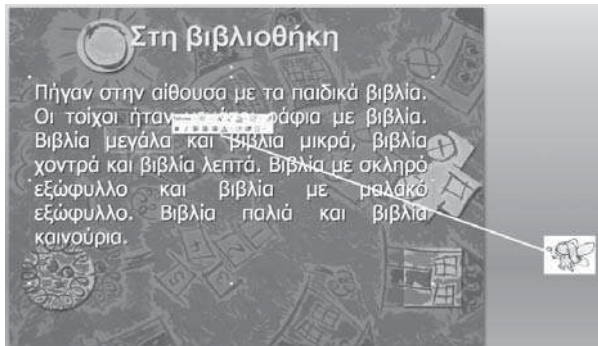 Στη βιβλιοθήκη
Πήγαν στην αίθουσα με τα παιδικά βιβλία.
Οι τοίχοι ήταν ράφια με βιβλία.
Βιβλία μεγάλα και βιβλία μικρά, βιβλία
χοντρά και βιβλία λεπτά. Βιβλία με σκληρό
εξώφυλλο και βιβλία με μαλακό
εξώφυλλο. Βιβλία παλιά και βιβλία
καινούρια.